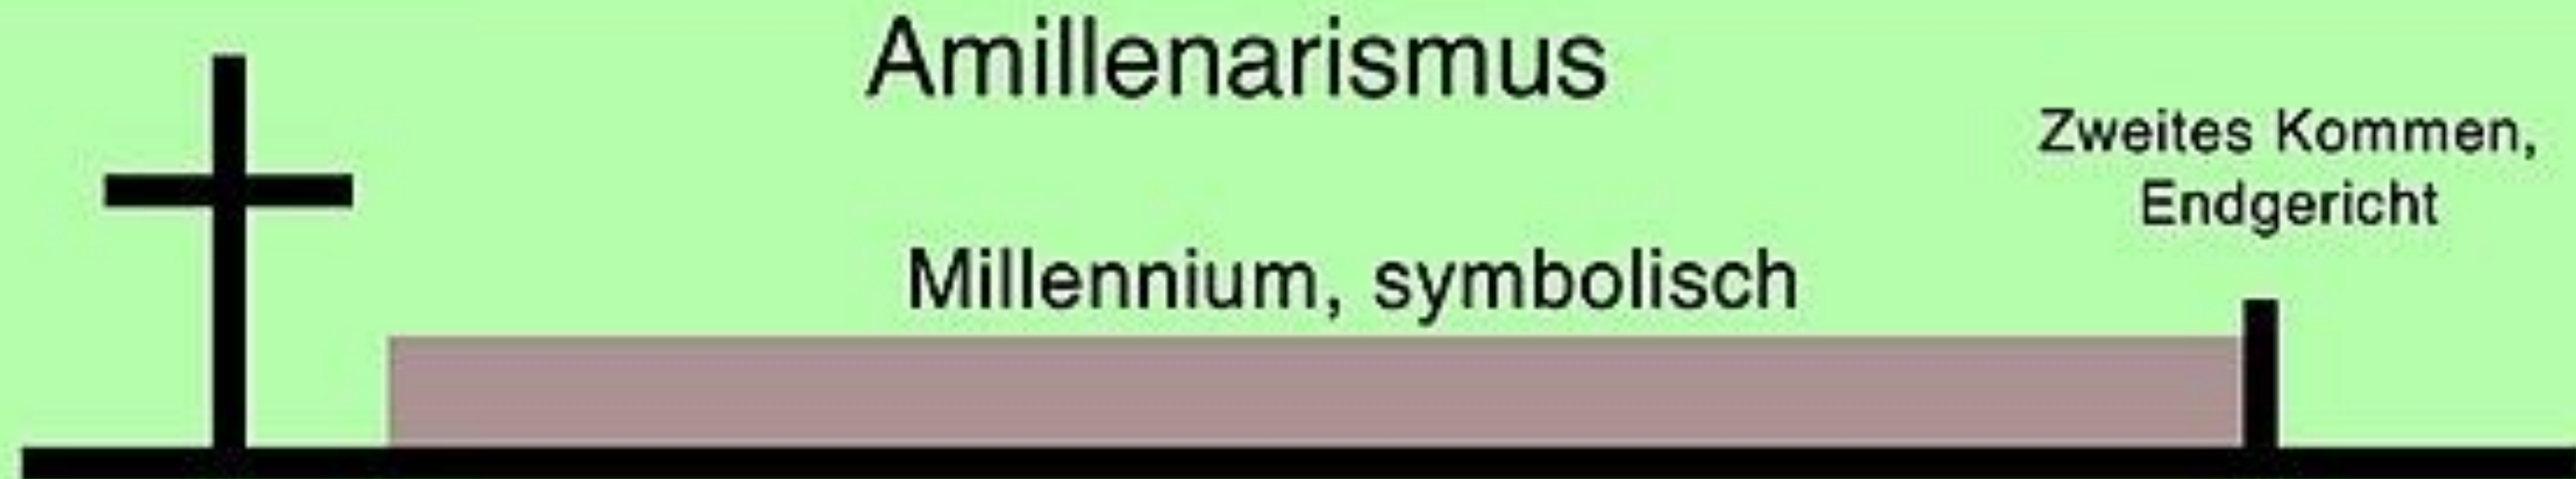 Amillenarismus
Zweites Kommen,
Endgericht
Millennium, symbolisch